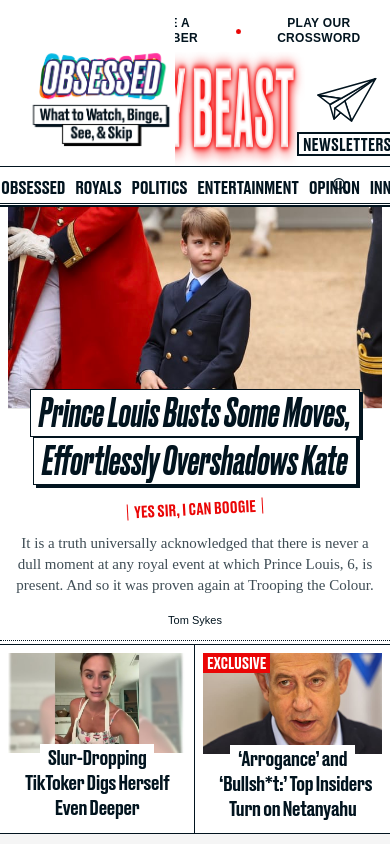 E A
BER
PLAY OUR
CROSSWORD
OBSESSED
What to Watch, Binge,
See, & Skip
Y BEAST
NEWSLETTERS
OBSESSED ROYALS POLITICS ENTERTAINMENT OPINION INN
Prince Louis Busts Some Moves,
Effortlessly Overshadows Kate
YES SIR, I CAN BOOGIE
It is a truth universally acknowledged that there is never a
dull moment at any royal event at which Prince Louis, 6, is
present. And so it was proven again at Trooping the Colour.
Tom Sykes
Slur-Dropping
TikToker Digs Herself
Even Deeper
EXCLUSIVE
‘Arrogance’ and
‘Bullsh*t:’ Top Insiders
Turn on Netanyahu